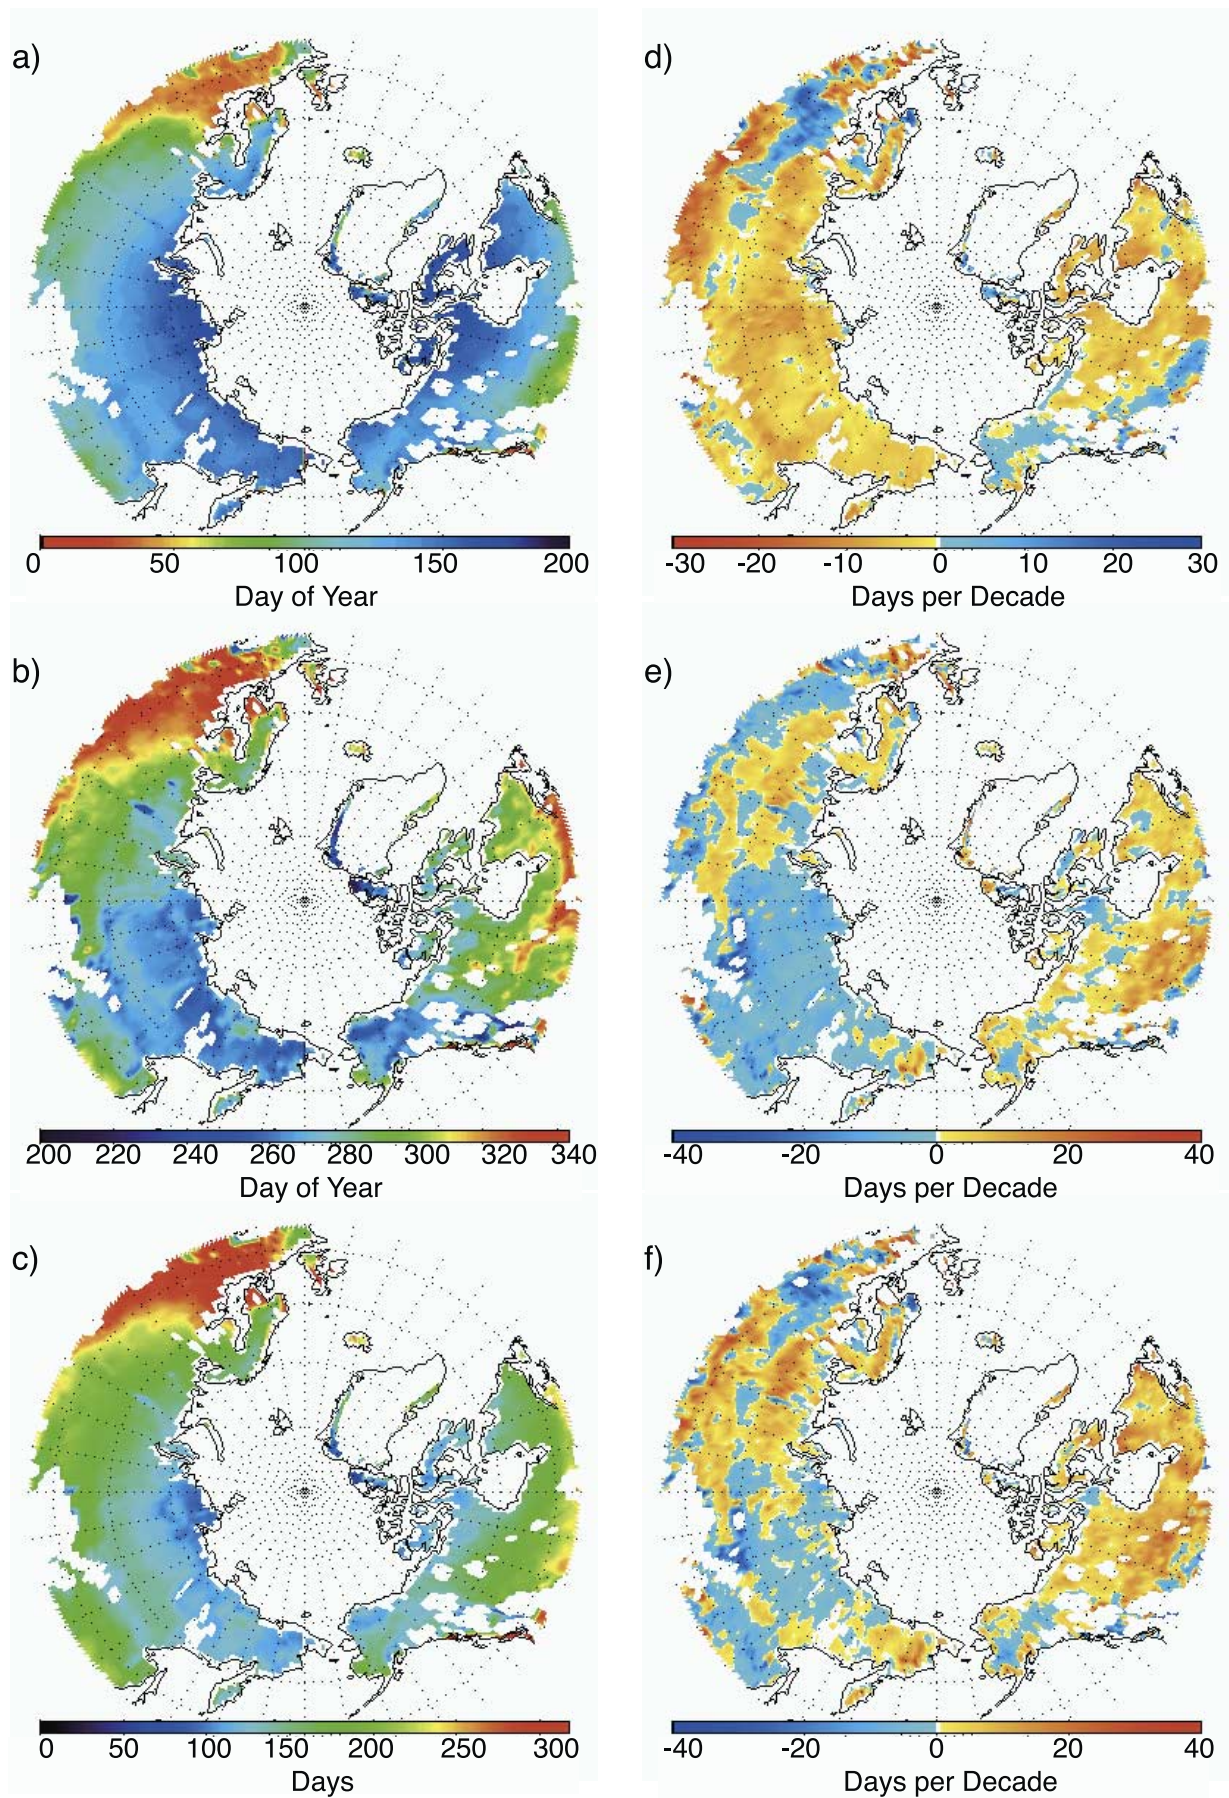 a)
0 50 100 150 200
Day of Year
d)
-30 -20 -10 0 10 20 30
Days per Decade
b)
200 220 240 260 280 300 320 340
Day of Year
e)
-40 -20 0 20 40
Days per Decade
c)
0 50 100 150 200 250 300
Days
f)
-40 -20 0 20 40
Days per Decade